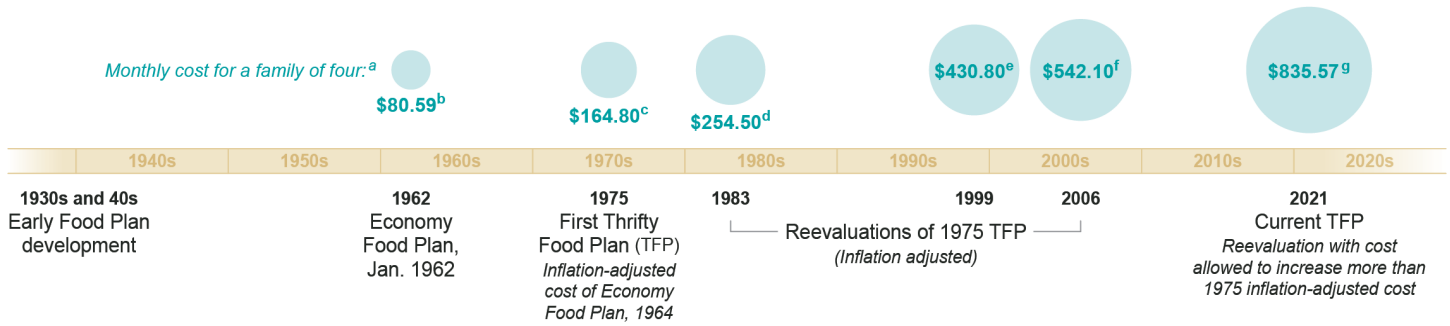 Monthly cost for a family of four:a
$80.59b
$164.80c
$254.50d
$430.80e
$542.10f
$835.57g
1940s
1950s
1960s
1970s
1980s
1990s
2000s
2010s
2020s
1930s and 40s
Early Food Plan
development
1962
Economy
Food Plan,
Jan. 1962
1975
First Thrifty
Food Plan (TFP)
Inflation-adjusted
cost of Economy
Food Plan, 1964
1983
1999
2006
Reevaluations of 1975 TFP
(Inflation adjusted)
2021
Current TFP
Reevaluation with cost
allowed to increase more than
1975 inflation-adjusted cost